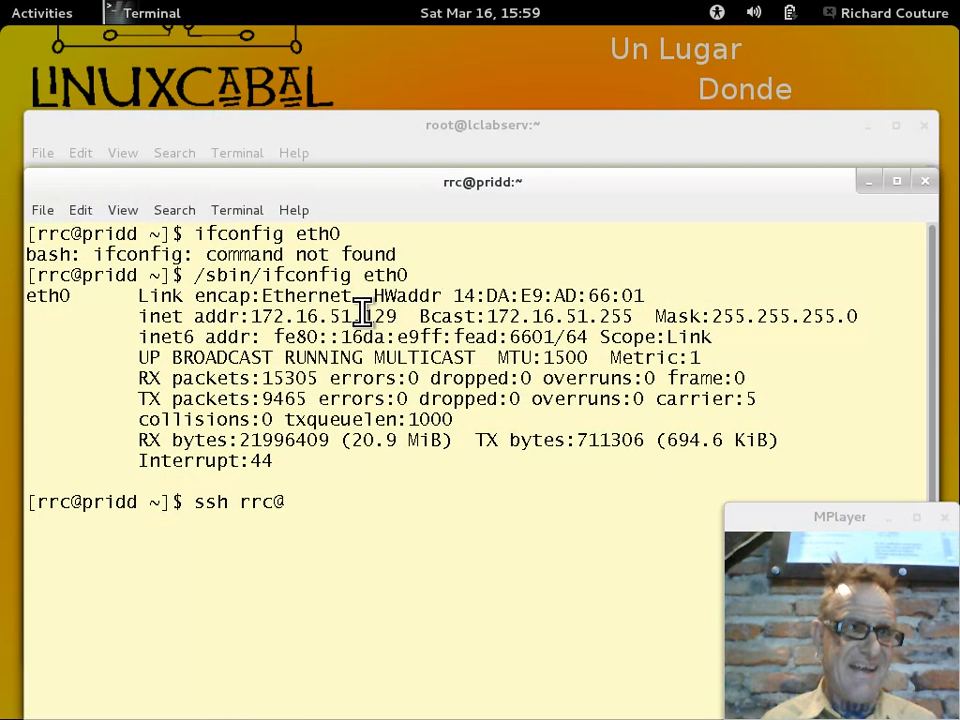 Activities
Terminal
Sat Mar 16, 15:59
Richard Couture
Un Lugar
Donde
LINUXCABAL
root@lclabserv:~
File Edit View Search Terminal Help
rrc@pridd:~
File Edit View Search Terminal Help
[rrc@pridd ~]$ ifconfig eth0
bash: ifconfig: command not found
[rrc@pridd ~]$ /sbin/ifconfig eth0
eth0 Link encap:Ethernet HWaddr 14:DA:E9:AD:66:01
inet addr:172.16.51.129 Bcast:172.16.51.255 Mask:255.255.255.0
inet6 addr: fe80::16da:e9ff:fead:6601/64 Scope:Link
UP BROADCAST RUNNING MULTICAST MTU:1500 Metric:1
RX packets:15305 errors:0 dropped:0 overruns:0 frame:0
TX packets:9465 errors:0 dropped:0 overruns:0 carrier:5
collisions:0 txqueuelen:1000
RX bytes:21996409 (20.9 MiB) TX bytes:711306 (694.6 KiB)
Interrupt:44
[rrc@pridd ~]$ ssh rrc@
MPlayer